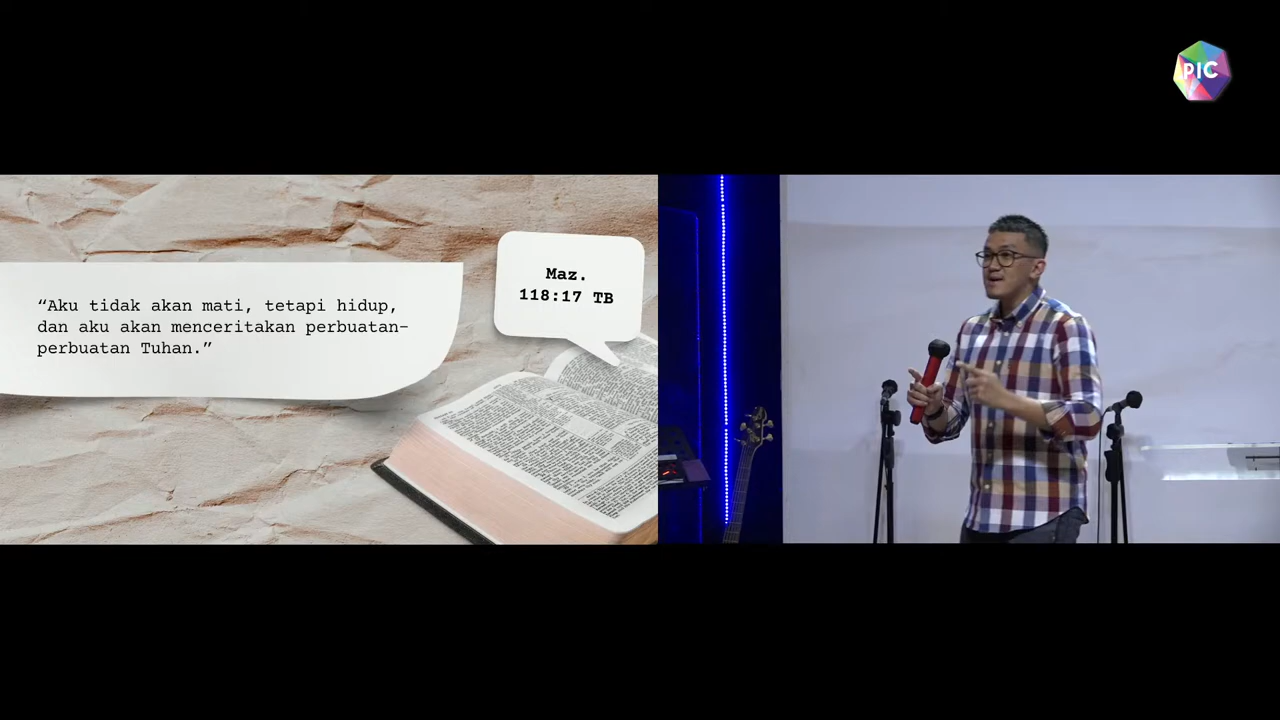 PIC
“Aku tidak akan mati, tetapi hidup,
dan aku akan menceritakan perbuatan-
perbuatan Tuhan.”
Maz.
118:17 TB